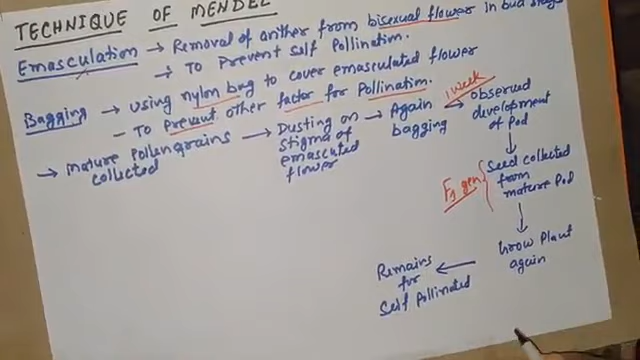 TECHNIQUE OF MENDEL
Emasculation → Removal of anther from bisexual flower in bud stage
→ To Prevent Self Pollination.
Bagging → Using nylon bag to cover emasculated flower
- To Prevent other factor for Pollination.
→ Mature Pollengrains collected → Dusting on stigma of emasculated flower → Again bagging → 1 week observed development of Pod
↓
F1 gen { Seed collected from mature Pod
↓
Grow Plant again
← Remains for Self Pollinated